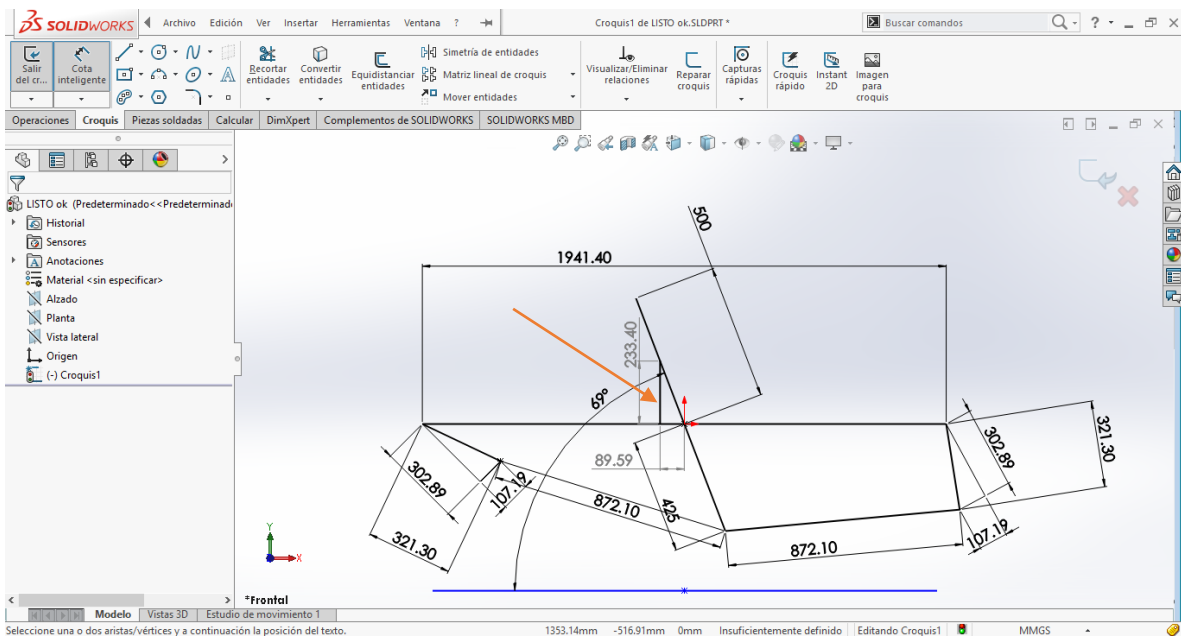 SOLIDWORKS Archivo Edición Ver Insertar Herramientas Ventana ? Croquis1 de LISTO ok.SLDPRT * Buscar comandos ?
Salir del cr...
Cota inteligente
Recortar entidades
Convertir entidades
Equidistanciar entidades
Simetría de entidades
Matriz lineal de croquis
Mover entidades
Visualizar/Eliminar relaciones
Reparar croquis
Capturas rápidas
Croquis rápido
Instant 2D
Imagen para croquis
Operaciones Croquis Piezas soldadas Calcular DimXpert Complementos de SOLIDWORKS SOLIDWORKS MBD
LISTO ok (Predeterminado<<Predeterminad
Historial
Sensores
Anotaciones
Material <sin especificar>
Alzado
Planta
Vista lateral
Origen
(-) Croquis1
500
1941.40
233.40
69°
89.59
302.89
107.19
321.30
872.10
425
872.10
302.89
321.30
107.19
Y
X
*Frontal
Modelo Vistas 3D Estudio de movimiento 1
Seleccione una o dos aristas/vértices y a continuación la posición del texto. 1353.14mm -516.91mm 0mm Insuficientemente definido Editando Croquis1 MMGS